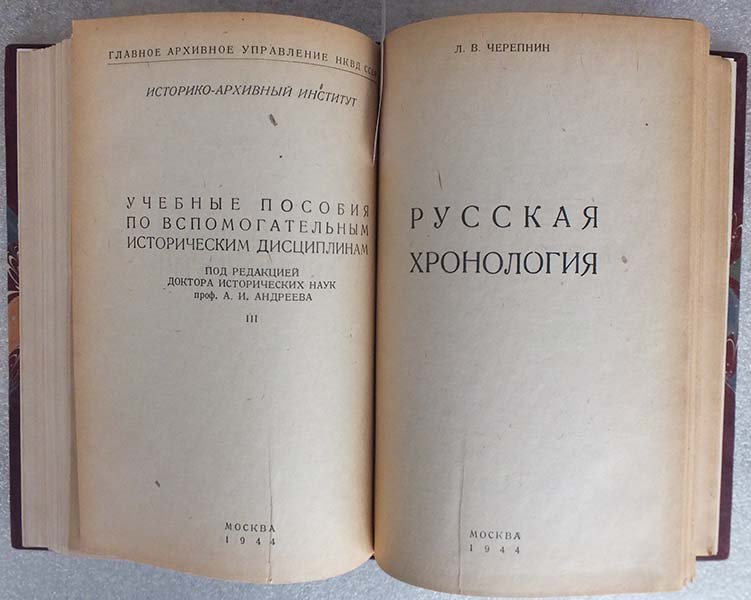 ГЛАВНОЕ АРХИВНОЕ УПРАВЛЕНИЕ НКВД СССР
ИСТОРИКО-АРХИВНЫЙ ИНСТИТУТ
УЧЕБНЫЕ ПОСОБИЯ
ПО ВСПОМОГАТЕЛЬНЫМ
ИСТОРИЧЕСКИМ ДИСЦИПЛИНАМ
ПОД РЕДАКЦИЕЙ
ДОКТОРА ИСТОРИЧЕСКИХ НАУК
проф. А. И. АНДРЕЕВА
III
МОСКВА
1944
Л. В. ЧЕРЕПНИН
РУССКАЯ
ХРОНОЛОГИЯ
МОСКВА
1944